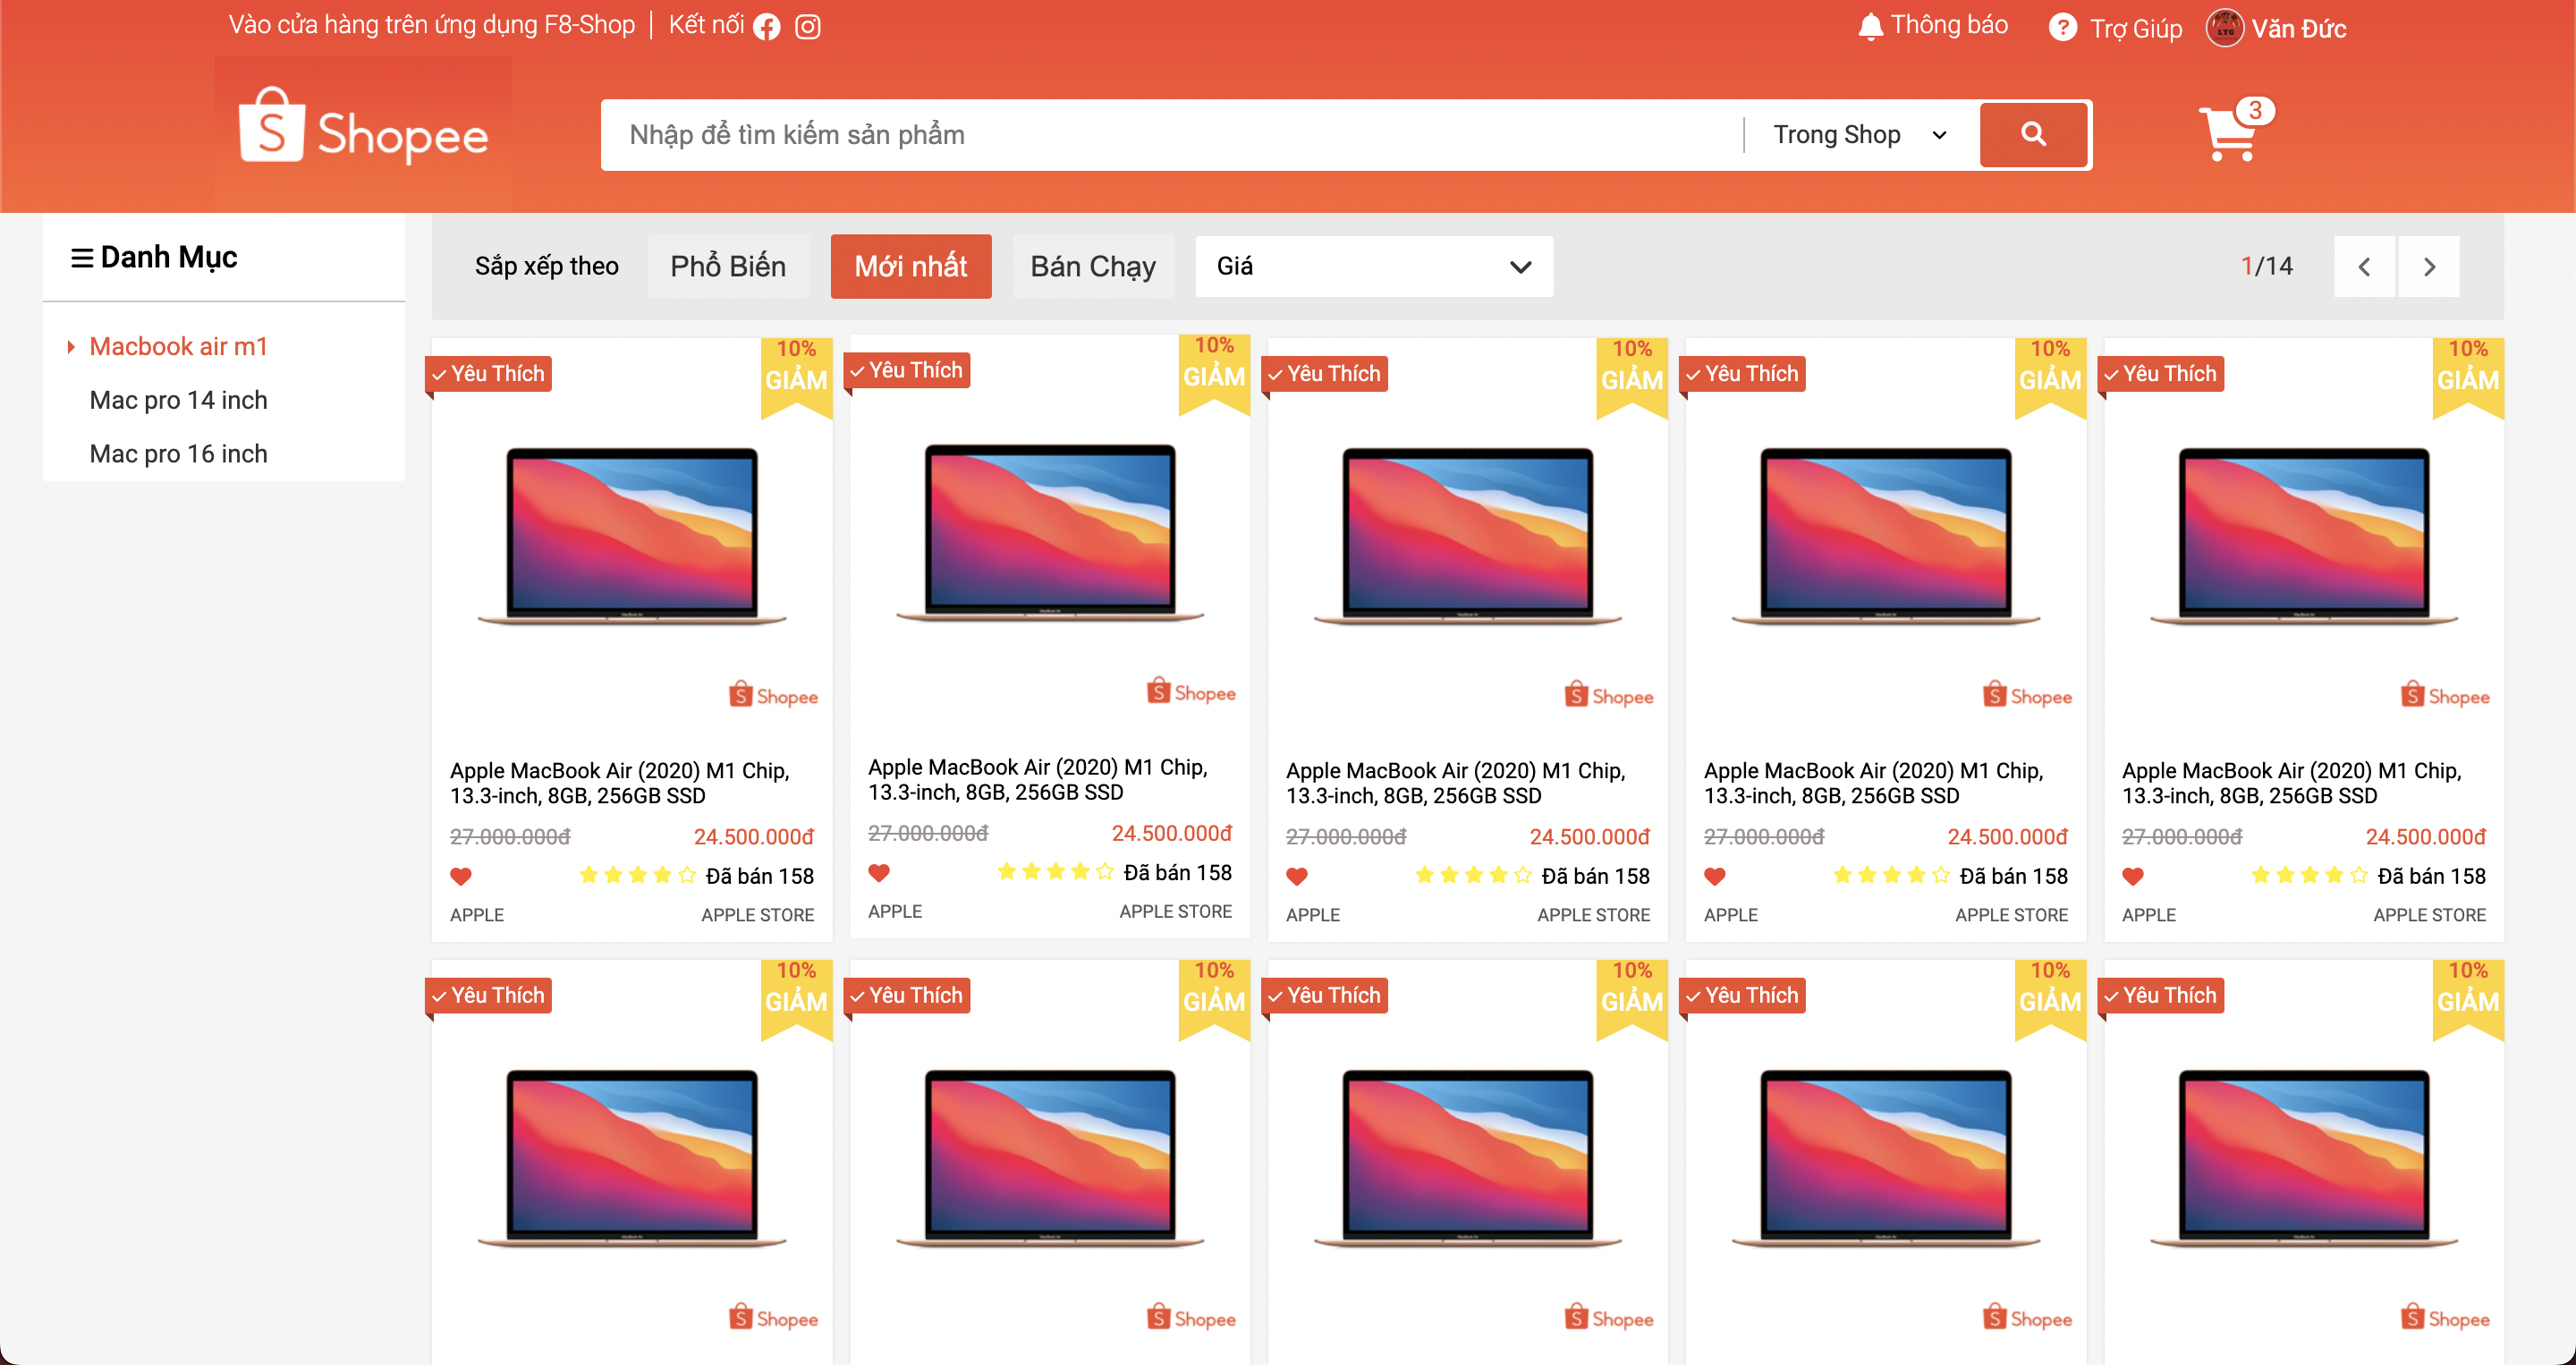 Vào cửa hàng trên ứng dụng F8-Shop
Kết nối
Thông báo
Trợ Giúp
LTG
Văn Đức
Shopee
Nhập để tìm kiếm sản phẩm
Trong Shop
3
Danh Mục
Macbook air m1
Mac pro 14 inch
Mac pro 16 inch
Sắp xếp theo
Phổ Biến
Mới nhất
Bán Chạy
Giá
1/14
Yêu Thích
10%
GIẢM
Shopee
Apple MacBook Air (2020) M1 Chip,
13.3-inch, 8GB, 256GB SSD
27.000.000đ 24.500.000đ
Đã bán 158
APPLE APPLE STORE
Yêu Thích
10%
GIẢM
Shopee
Apple MacBook Air (2020) M1 Chip,
13.3-inch, 8GB, 256GB SSD
27.000.000đ 24.500.000đ
Đã bán 158
APPLE APPLE STORE
Yêu Thích
10%
GIẢM
Shopee
Apple MacBook Air (2020) M1 Chip,
13.3-inch, 8GB, 256GB SSD
27.000.000đ 24.500.000đ
Đã bán 158
APPLE APPLE STORE
Yêu Thích
10%
GIẢM
Shopee
Apple MacBook Air (2020) M1 Chip,
13.3-inch, 8GB, 256GB SSD
27.000.000đ 24.500.000đ
Đã bán 158
APPLE APPLE STORE
Yêu Thích
10%
GIẢM
Shopee
Apple MacBook Air (2020) M1 Chip,
13.3-inch, 8GB, 256GB SSD
27.000.000đ 24.500.000đ
Đã bán 158
APPLE APPLE STORE
Yêu Thích
10%
GIẢM
Shopee
Yêu Thích
10%
GIẢM
Shopee
Yêu Thích
10%
GIẢM
Shopee
Yêu Thích
10%
GIẢM
Shopee
Yêu Thích
10%
GIẢM
Shopee